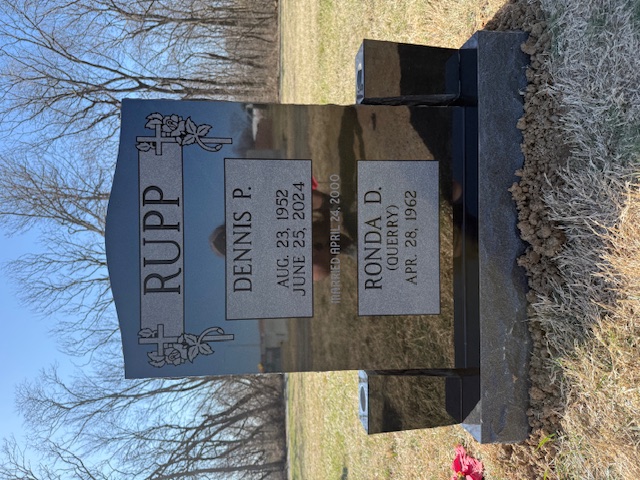 RUPP
DENNIS P.
AUG. 23, 1952
JUNE 25, 2024
MARRIED APRIL 24, 2000
RONDA D.
(QUERRY)
APR. 28, 1962